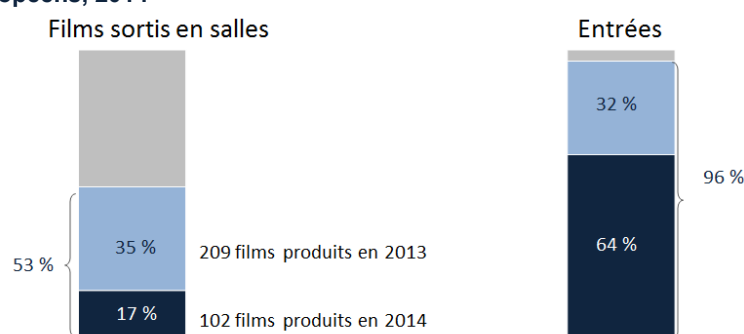 2014
Films sortis en salles
Entrées
32 %
96 %
35 %
209 films produits en 2013
64 %
53 %
17 %
102 films produits en 2014